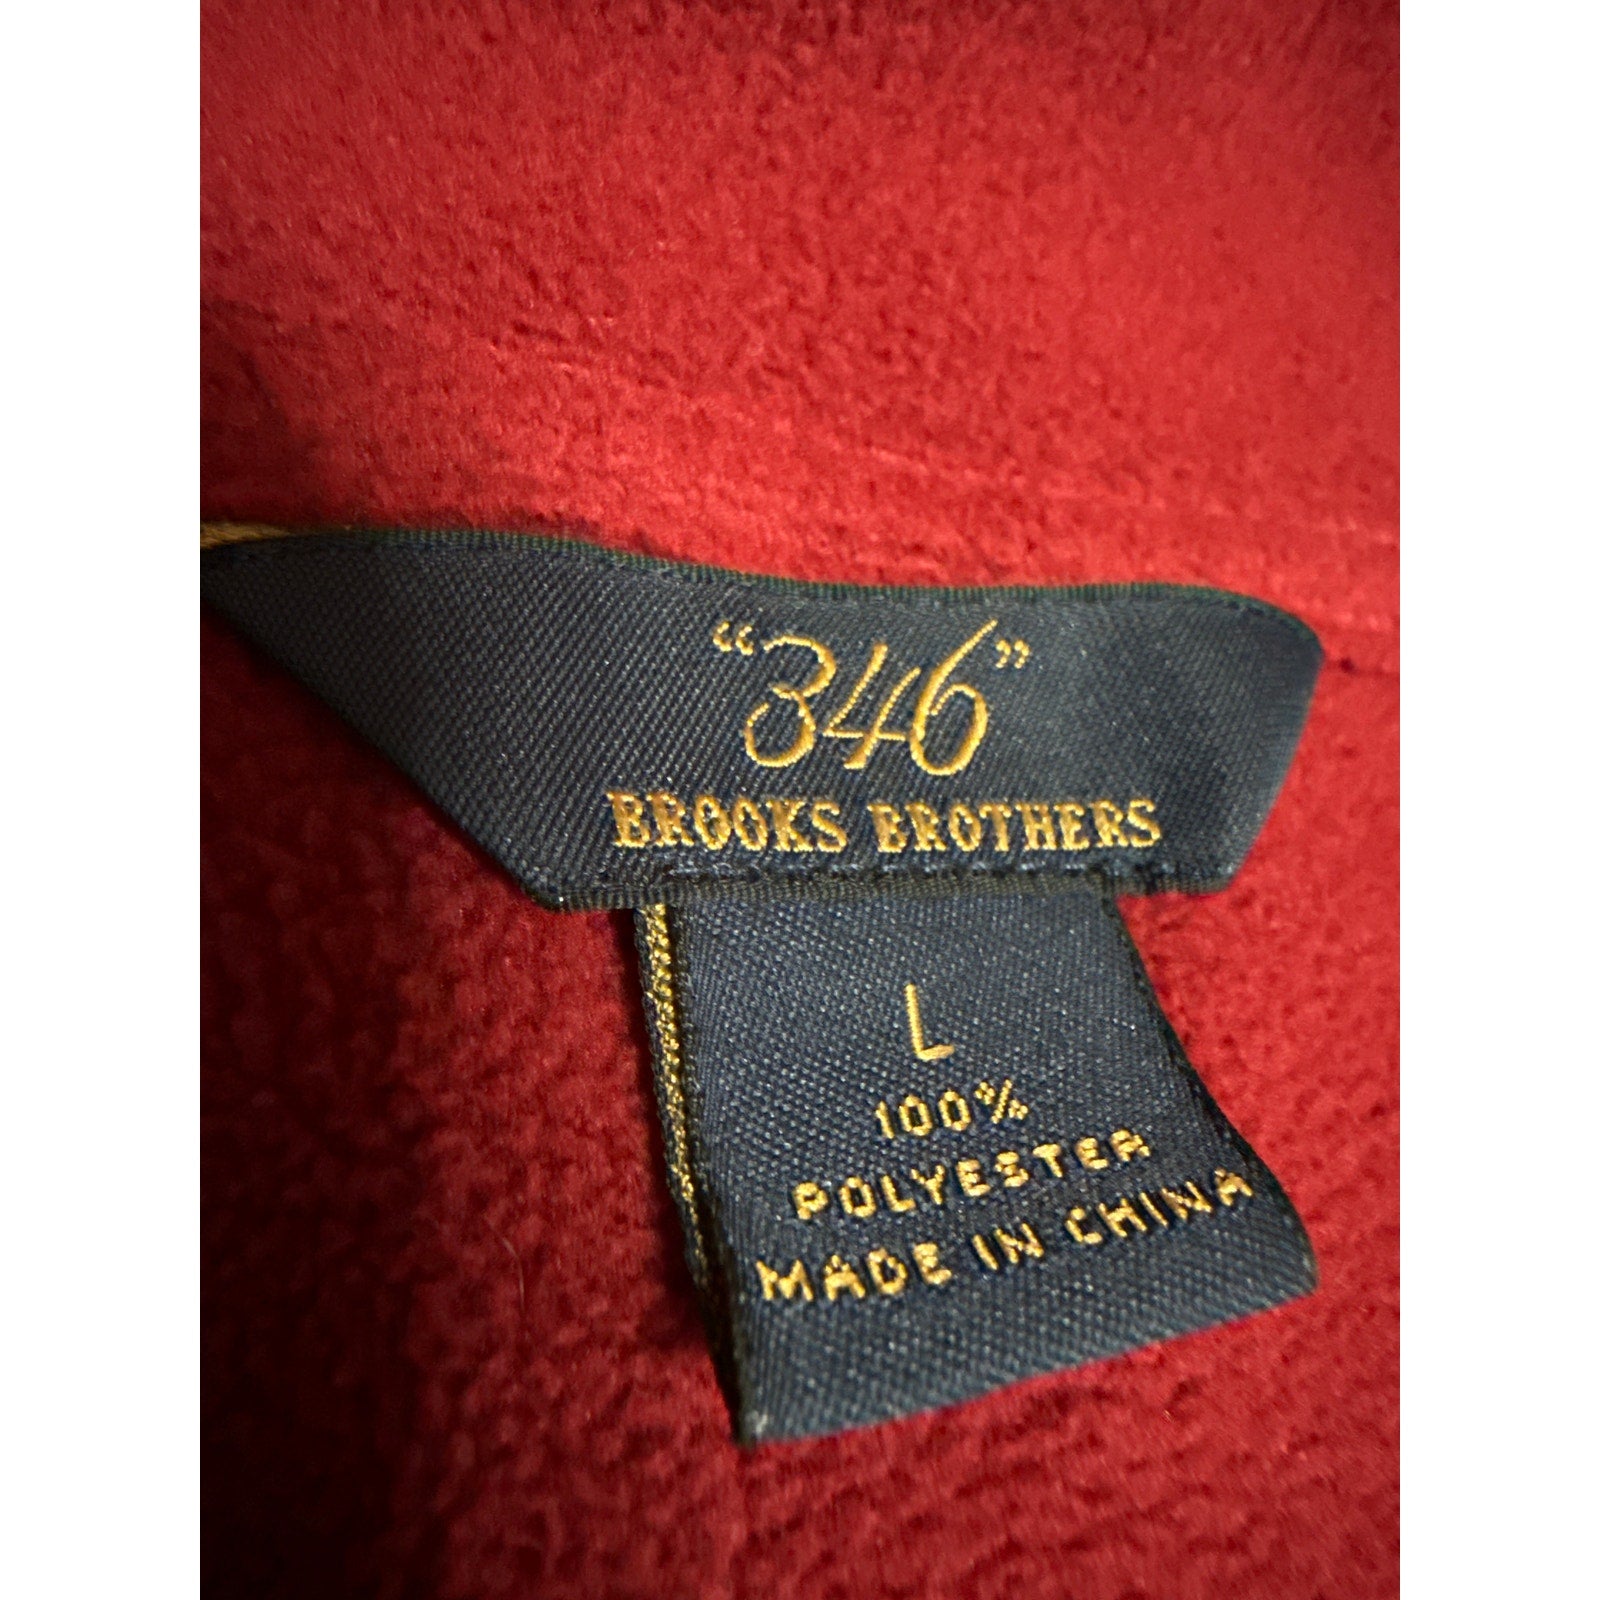 “346”
BROOKS BROTHERS
L
100%
POLYESTER
MADE IN CHINA